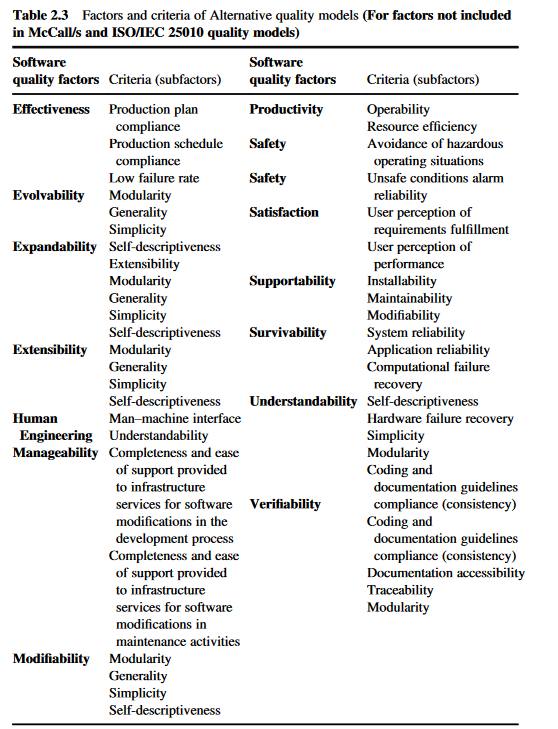 Table 2.3 Factors and criteria of Alternative quality models (For factors not included
in McCall/s and ISO/IEC 25010 quality models)
Software
quality factors Criteria (subfactors)
Effectiveness Production plan
compliance
Production schedule
compliance
Low failure rate
Evolvability Modularity
Generality
Simplicity
Expandability Self-descriptiveness
Extensibility
Modularity
Generality
Simplicity
Self-descriptiveness
Extensibility Modularity
Generality
Simplicity
Self-descriptiveness
Human Man–machine interface
Engineering Understandability
Manageability Completeness and ease
of support provided
to infrastructure
services for software
modifications in the
development process
Completeness and ease
of support provided
to infrastructure
services for software
modifications in
maintenance activities
Modifiability Modularity
Generality
Simplicity
Self-descriptiveness
Software
quality factors Criteria (subfactors)
Productivity Operability
Resource efficiency
Safety Avoidance of hazardous
operating situations
Safety Unsafe conditions alarm
reliability
Satisfaction User perception of
requirements fulfillment
User perception of
performance
Supportability Installability
Maintainability
Modifiability
Survivability System reliability
Application reliability
Computational failure
recovery
Understandability Self-descriptiveness
Hardware failure recovery
Simplicity
Modularity
Coding and
documentation guidelines
Verifiability compliance (consistency)
Coding and
documentation guidelines
compliance (consistency)
Documentation accessibility
Traceability
Modularity